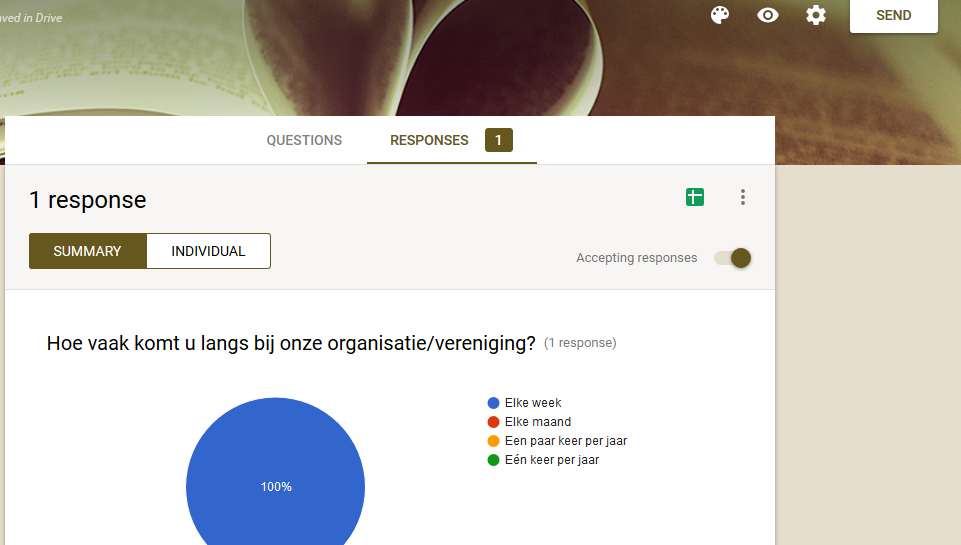 aved in Drive
SEND
QUESTIONS
RESPONSES 1
1 response
SUMMARY
INDIVIDUAL
Accepting responses
Hoe vaak komt u langs bij onze organisatie/vereniging? (1 response)
100%
Elke week
Elke maand
Een paar keer per jaar
Eén keer per jaar